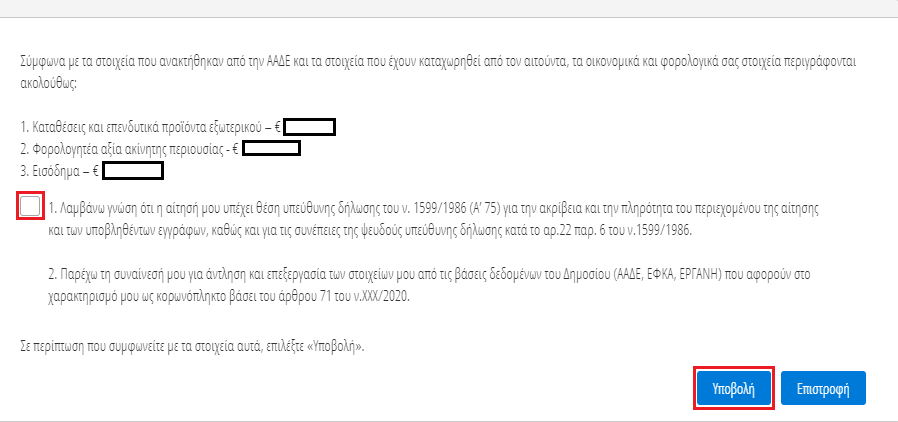 Σύμφωνα με τα στοιχεία που ανακτήθηκαν από την ΑΑΔΕ και τα στοιχεία που έχουν καταχωρηθεί από τον αιτούντα, τα οικονομικά και φορολογικά σας στοιχεία περιγράφονται
ακολούθως:
1. Καταθέσεις και επενδυτικά προϊόντα εξωτερικού – €
2. Φορολογητέα αξία ακίνητης περιουσίας - €
3. Εισόδημα – €
1. Λαμβάνω γνώση ότι η αίτησή μου υπέχει θέση υπεύθυνης δήλωσης του ν. 1599/1986 (Α’ 75) για την ακρίβεια και την πληρότητα του περιεχομένου της αίτησης
και των υποβληθέντων εγγράφων, καθώς και για τις συνέπειες της ψευδούς υπεύθυνης δήλωσης κατά το αρ.22 παρ. 6 του ν.1599/1986.
2. Παρέχω τη συναίνεσή μου για άντληση και επεξεργασία των στοιχείων μου από τις βάσεις δεδομένων του Δημοσίου (ΑΑΔΕ, ΕΦΚΑ, ΕΡΓΑΝΗ) που αφορούν στο
χαρακτηρισμό μου ως κορωνόπληκτο βάσει του άρθρου 71 του ν.ΧΧΧ/2020.
Σε περίπτωση που συμφωνείτε με τα στοιχεία αυτά, επιλέξτε «Υποβολή».
Υποβολή Επιστροφή